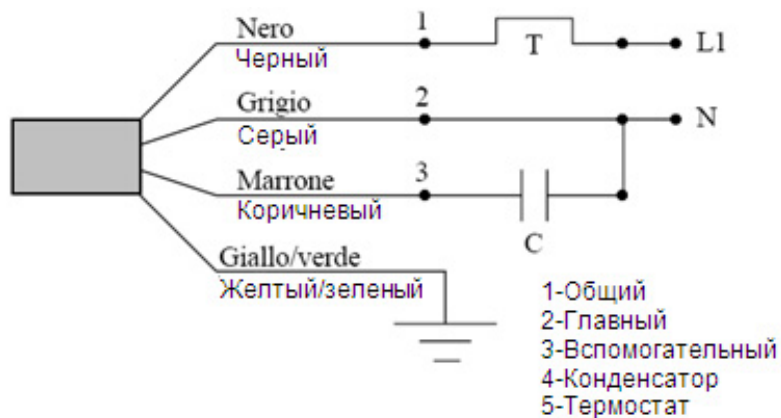 Nero 1 T L1
Черный
Grigio 2 N
Серый
Marrone 3
Коричневый C
Giallo/verde
Желтый/зеленый
1-Общий
2-Главный
3-Вспомогательный
4-Конденсатор
5-Термостат